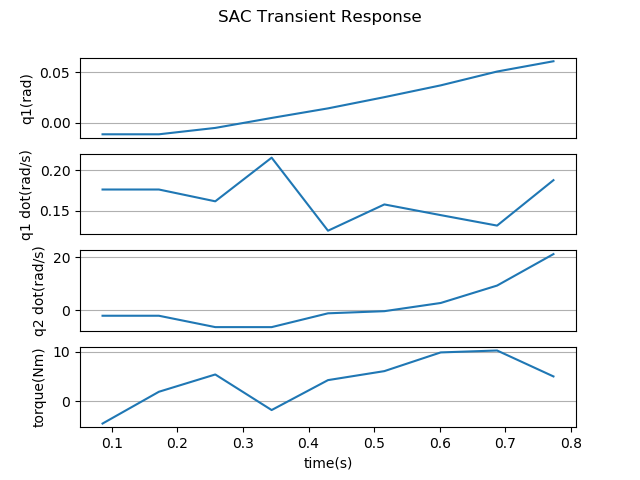 SAC Transient Response
q1(rad)
0.05
0.00
q1 dot(rad/s)
0.20
0.15
q2 dot(rad/s)
20
0
torque(Nm)
10
0
0.1 0.2 0.3 0.4 0.5 0.6 0.7 0.8
time(s)